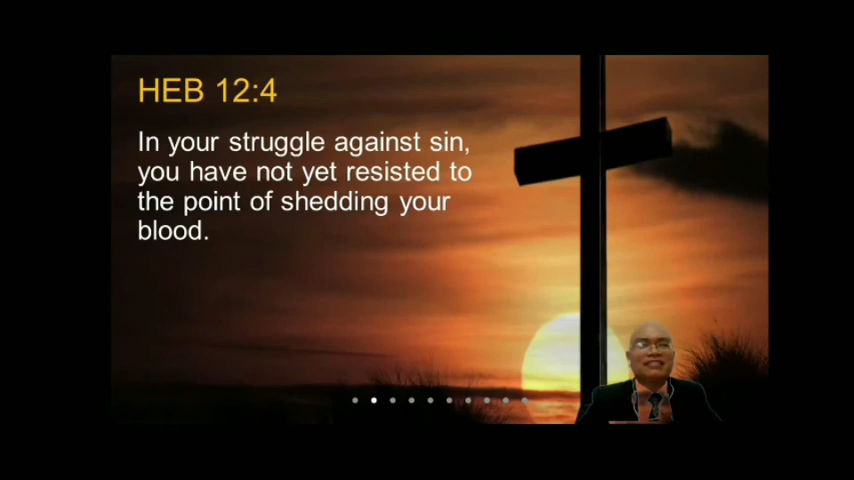 HEB 12:4
In your struggle against sin,
you have not yet resisted to
the point of shedding your
blood.